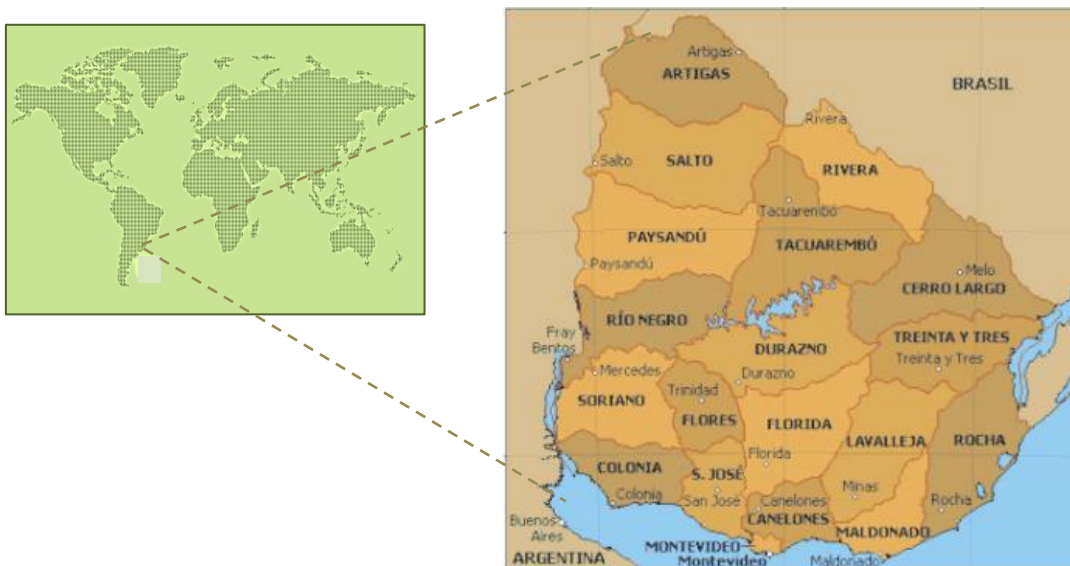 Artigas
ARTIGAS
BRASIL
Rivera
Salto
SALTO
RIVERA
Tacuarembó
PAYSANDÚ
TACUAREMBÓ
Paysandú
Melo
CERRO LARGO
RÍO NEGRO
Fray
Bentos
TREINTA Y TRES
DURAZNO
Treinta y Tres
Mercedes
Durazno
Trinidad
SORIANO
FLORES
FLORIDA
LAVALLEJA
ROCHA
Florida
COLONIA
S. JOSÉ
Minas
Colonia
San José
Canelones
Rocha
Buenos
Aires
CANELONES
MALDONADO
MONTEVIDEO
Montevideo
Maldonado
ARGENTINA